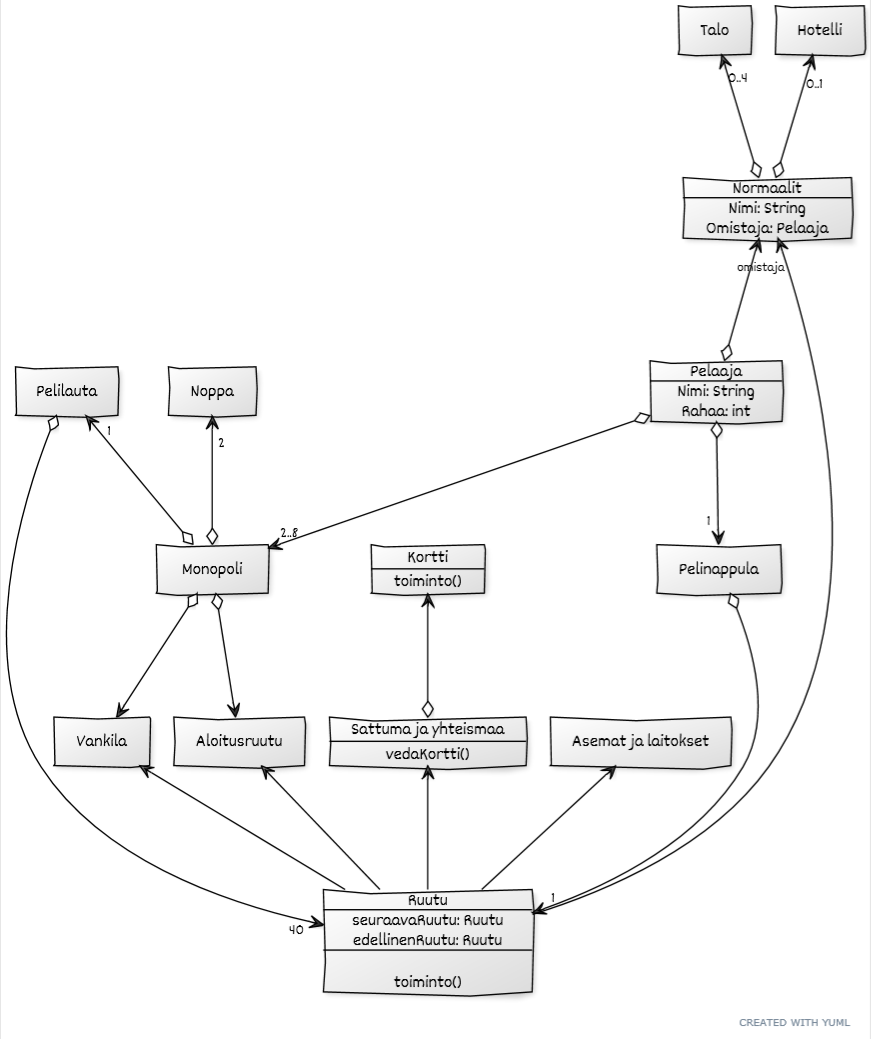 Talo
Hotelli
0..4
0..1
Normaalit
Nimi: String
Omistaja: Pelaaja
omistaja
Pelilauta
Noppa
Pelaaja
Nimi: String
Rahaa: int
1
2
2..8
1
Monopoli
Kortti
toiminto()
Pelinappula
Vankila
Aloitusruutu
Sattuma ja yhteismaa
vedaKortti()
Asemat ja laitokset
40
1
Ruutu
seuraavaRuutu: Ruutu
edellinenRuutu: Ruutu
toiminto()
CREATED WITH YUML